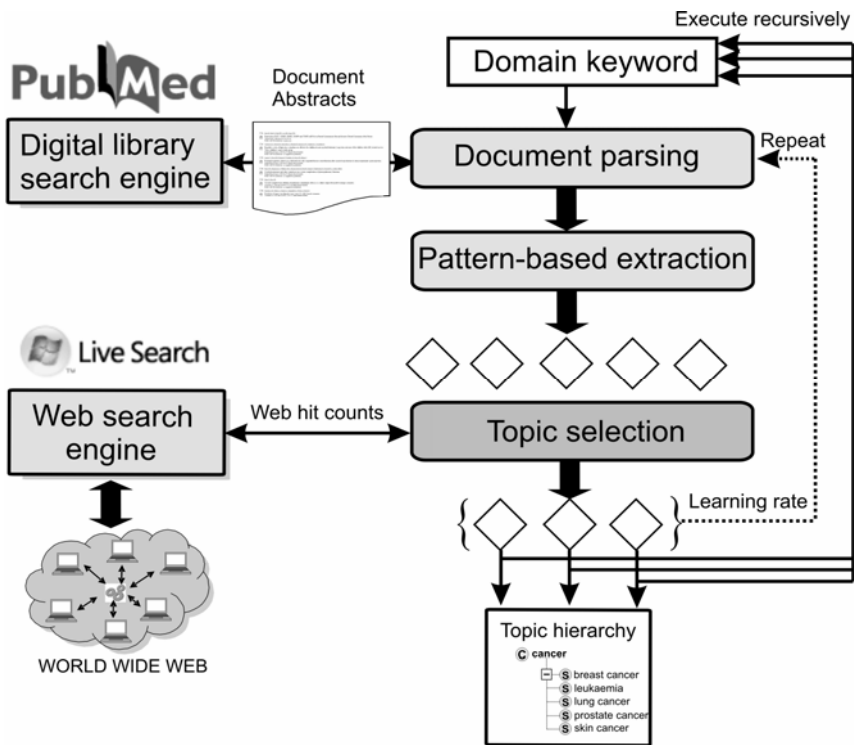 Execute recursively
PubMed
Document
Abstracts
Domain keyword
Digital library
search engine
Document parsing
Repeat
Pattern-based extraction
Live Search
TM
Web search
engine
Web hit counts
Topic selection
{
}
Learning rate
WORLD WIDE WEB
Topic hierarchy
C cancer
S breast cancer
S leukaemia
S lung cancer
S prostate cancer
S skin cancer